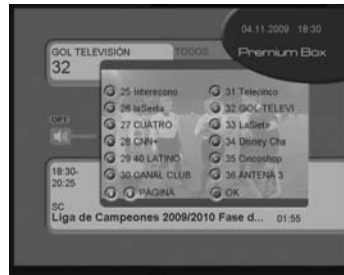 04.11.2009 18:30
Premium Box
GOL TELEVISIÓN
TODOS
32
25 Interecono
31 Telecinco
26 laSexta
32 GOL TELEVI
27 CUATRO
33 LaSiete
OPT
28 CNN+
34 Disney Cha
29 40 LATINO
35 Cincoshop
30 CANAL CLUB
36 ANTENA 3
PÁGINA
OK
18:30-
20:25
SC
Liga de Campeones 2009/2010 Fase d...
01:55